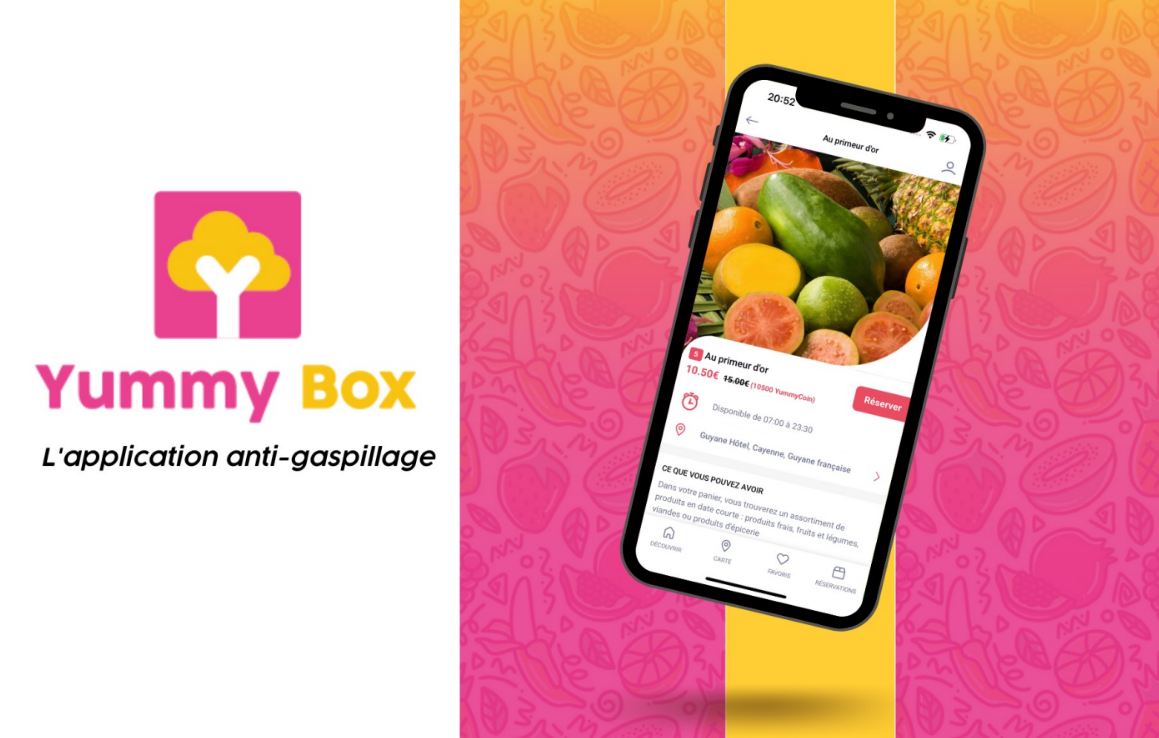 Yummy Box
L'application anti-gaspillage
20:52
Au primeur d'or
5 Au primeur d'or
10.50€ 15.00€ (10500 YummyCoin)
Réserver
Disponible de 07:00 à 23:30
Guyane Hôtel, Cayenne, Guyane française
CE QUE VOUS POUVEZ AVOIR
Dans votre panier, vous trouverez un assortiment de
produits en date courte : produits frais, fruits et légumes,
viandes ou produits d'épicerie
DÉCOUVRIR
CARTE
FAVORIS
RÉSERVATIONS